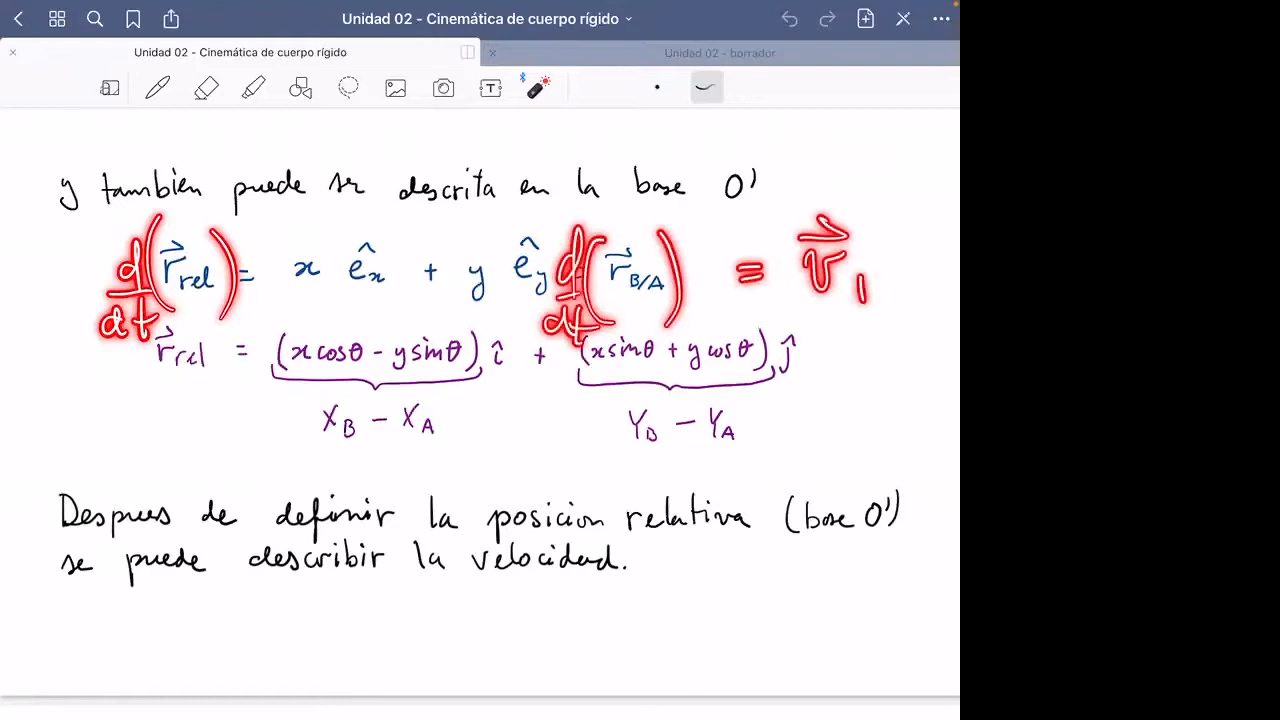 Unidad 02 - Cinemática de cuerpo rígido
Unidad 02 - Cinemática de cuerpo rígido
Unidad 02 - borrador
y tambien puede ser descrita en la base O'
d/dt (r⃗rel) = x êx + y êy d/dt (r⃗B/A) ≡ v⃗1
r⃗rel = (x cosθ - y sinθ) î + (x sinθ + y cosθ) ĵ
XB - XA YB - YA
Despues de definir la posicion relativa (base O')
se puede describir la velocidad.